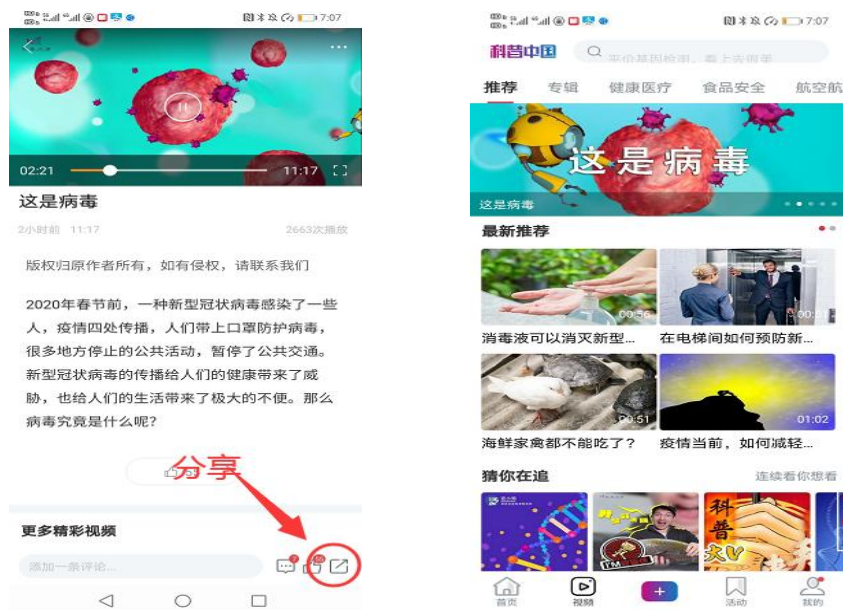 7:07
02:21
11:17
这是病毒
2小时前 11:17
2663次播放
版权归原作者所有，如有侵权，请联系我们
2020年春节前，一种新型冠状病毒感染了一些
人，疫情四处传播，人们带上口罩防护病毒，
很多地方停止的公共活动，暂停了公共交通。
新型冠状病毒的传播给人们的健康带来了威
胁，也给人们的生活带来了极大的不便。那么
病毒究竟是什么呢？
分享
更多精彩视频
添加一条评论...
7:07
科普中国
推荐 专辑 健康医疗 食品安全 航空航
这是病毒
这是病毒
最新推荐
00:56
00:51
消毒液可以消灭新型...
在电梯间如何预防新...
00:51
01:02
海鲜家禽都不能吃了？
疫情当前，如何减轻...
猜你在追
连续看你想看
科普
大V
首页 视频 活动 我的